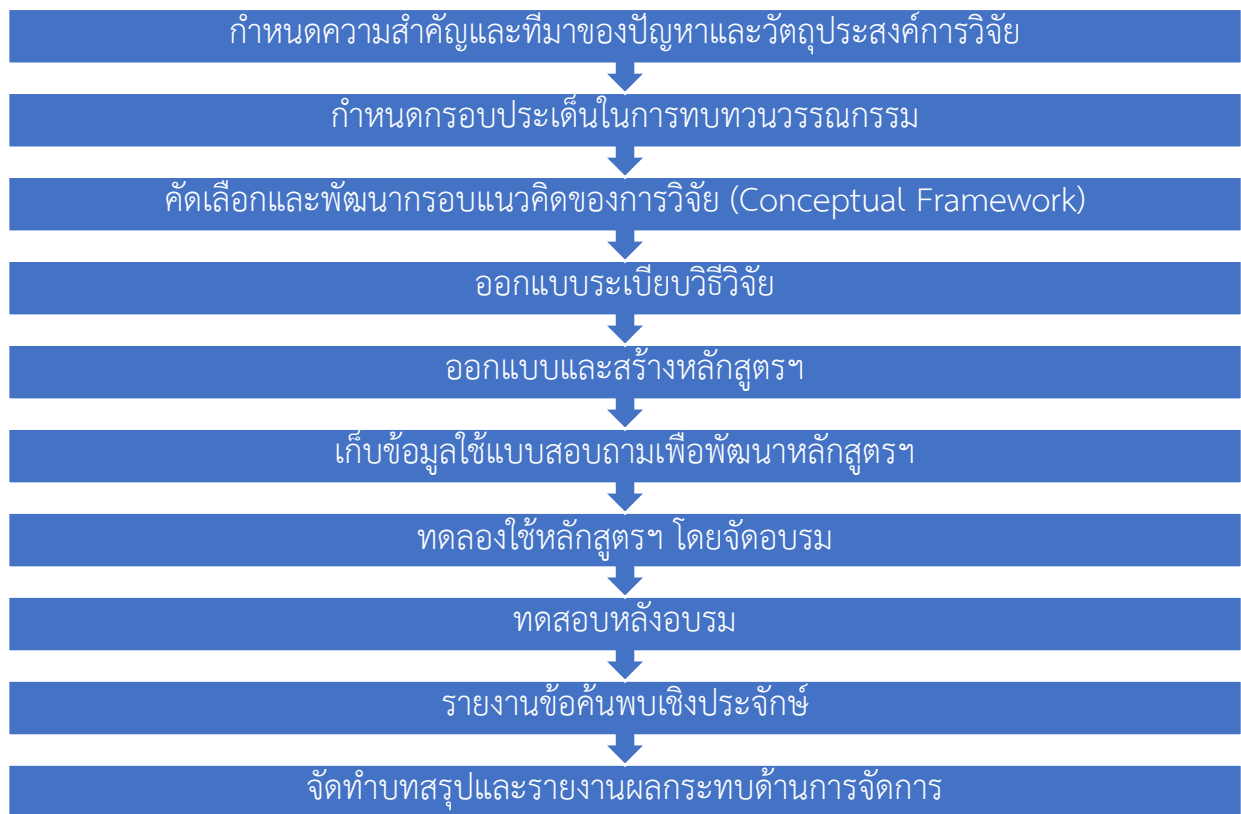 กำหนดความสำคัญและที่มาของปัญหาและวัตถุประสงค์การวิจัย
กำหนดกรอบประเด็นในการทบทวนวรรณกรรม
คัดเลือกและพัฒนากรอบแนวคิดของการวิจัย (Conceptual Framework)
ออกแบบระเบียบวิธีวิจัย
ออกแบบและสร้างหลักสูตรฯ
เก็บข้อมูลใช้แบบสอบถามเพื่อพัฒนาหลักสูตรฯ
ทดลองใช้หลักสูตรฯ โดยจัดอบรม
ทดสอบหลังอบรม
รายงานข้อค้นพบเชิงประจักษ์
จัดทำบทสรุปและรายงานผลกระทบด้านการจัดการ